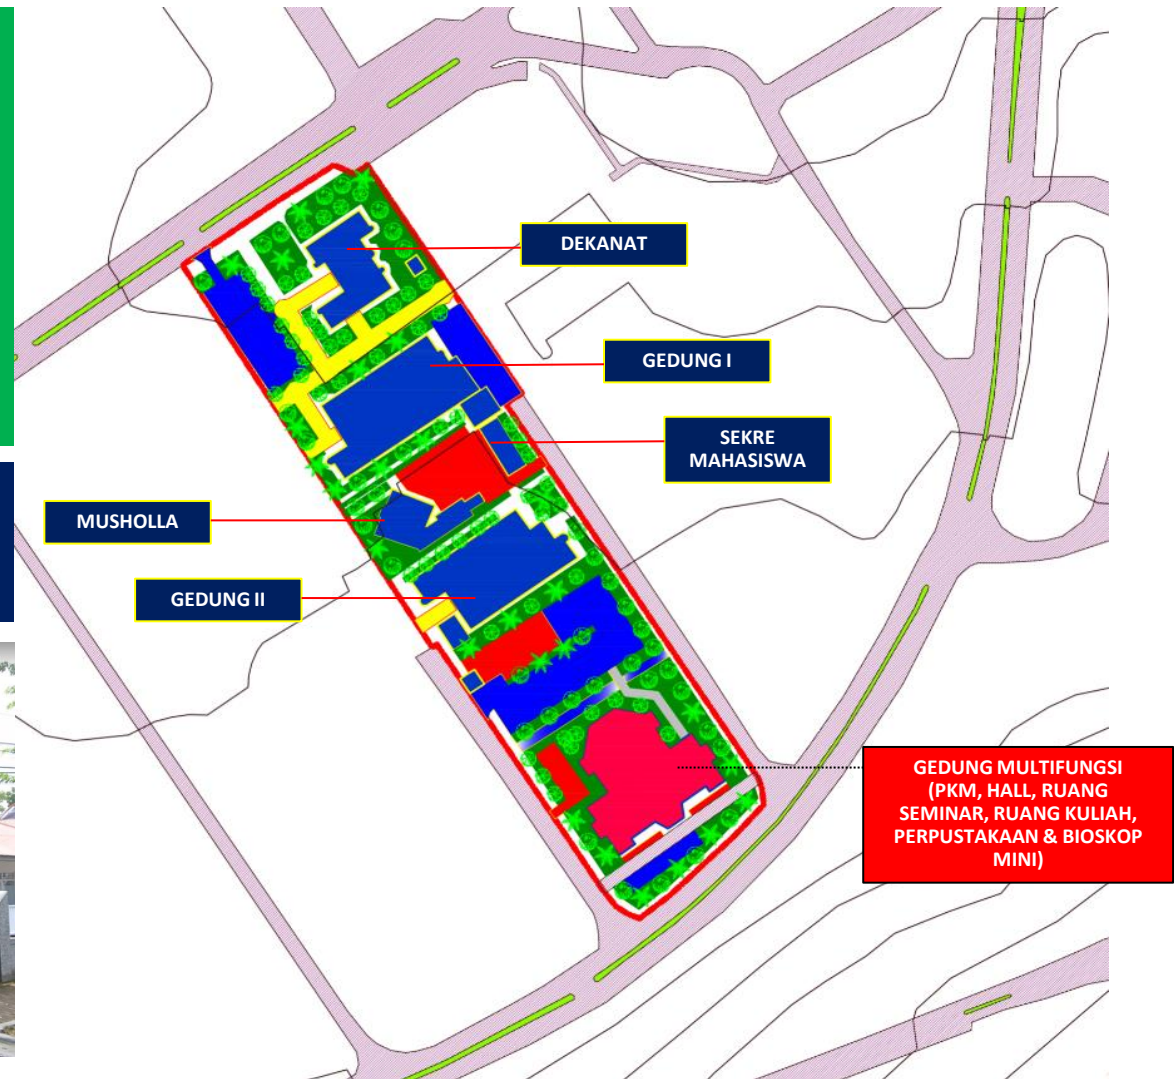 DEKANAT
GEDUNG I
SEKRE
MAHASISWA
MUSHOLLA
GEDUNG II
GEDUNG MULTIFUNGSI
(PKM, HALL, RUANG
SEMINAR, RUANG KULIAH,
PERPUSTAKAAN & BIOSKOP
MINI)